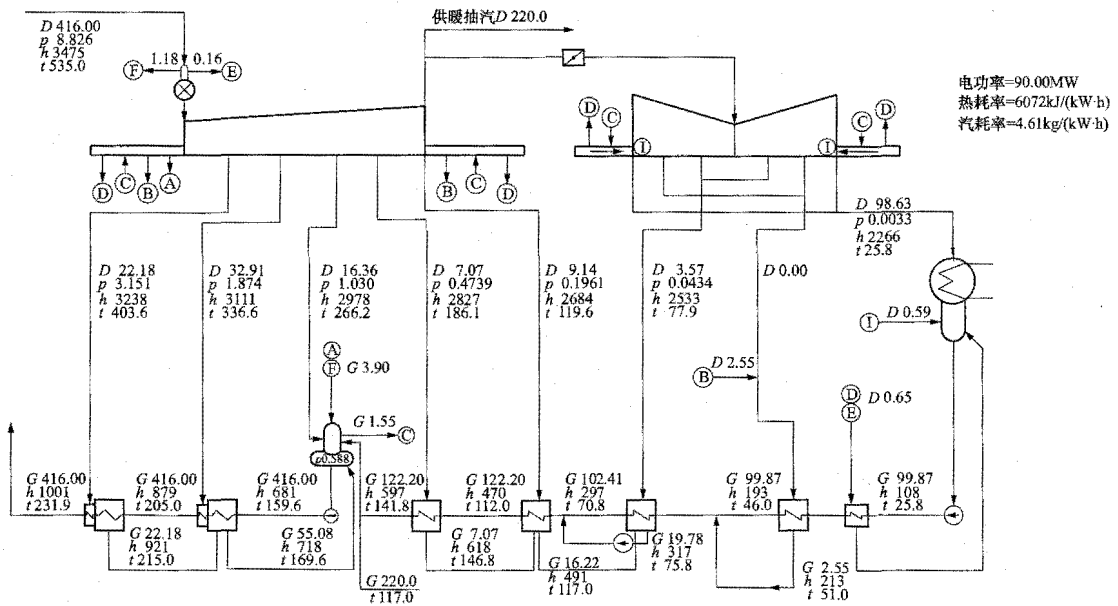 供暖抽汽D 220.0
D 416.00
p 8.826
h 3475
t 535.0
1.18 0.16
F E
电功率=90.00MW
热耗率=6072kJ/(kW·h)
汽耗率=4.61kg/(kW·h)
D C C D
I I
D C B A B C D
D 98.63
p 0.0033
h 2266
t 25.8
D 22.18
p 3.151
h 3238
t 403.6
D 32.91
p 1.874
h 3111
t 336.6
D 16.36
p 1.030
h 2978
t 266.2
D 7.07
p 0.4739
h 2827
t 186.1
D 9.14
p 0.1961
h 2684
t 119.6
D 3.57
p 0.0434
h 2533
t 77.9
D 0.00
I D 0.59
A
F G 3.90
B D 2.55
D
E D 0.65
G 1.55 C
p0.588
G 416.00
h 1001
t 231.9
G 416.00
h 879
t 205.0
G 416.00
h 681
t 159.6
G 122.20
h 597
t 141.8
G 122.20
h 470
t 112.0
G 102.41
h 297
t 70.8
G 99.87
h 193
t 46.0
G 99.87
h 108
t 25.8
G 22.18
h 921
t 215.0
G 55.08
h 718
t 169.6
G 220.0
t 117.0
G 7.07
h 618
t 146.8
G 16.22
h 491
t 117.0
G 19.78
h 317
t 75.8
G 2.55
h 213
t 51.0